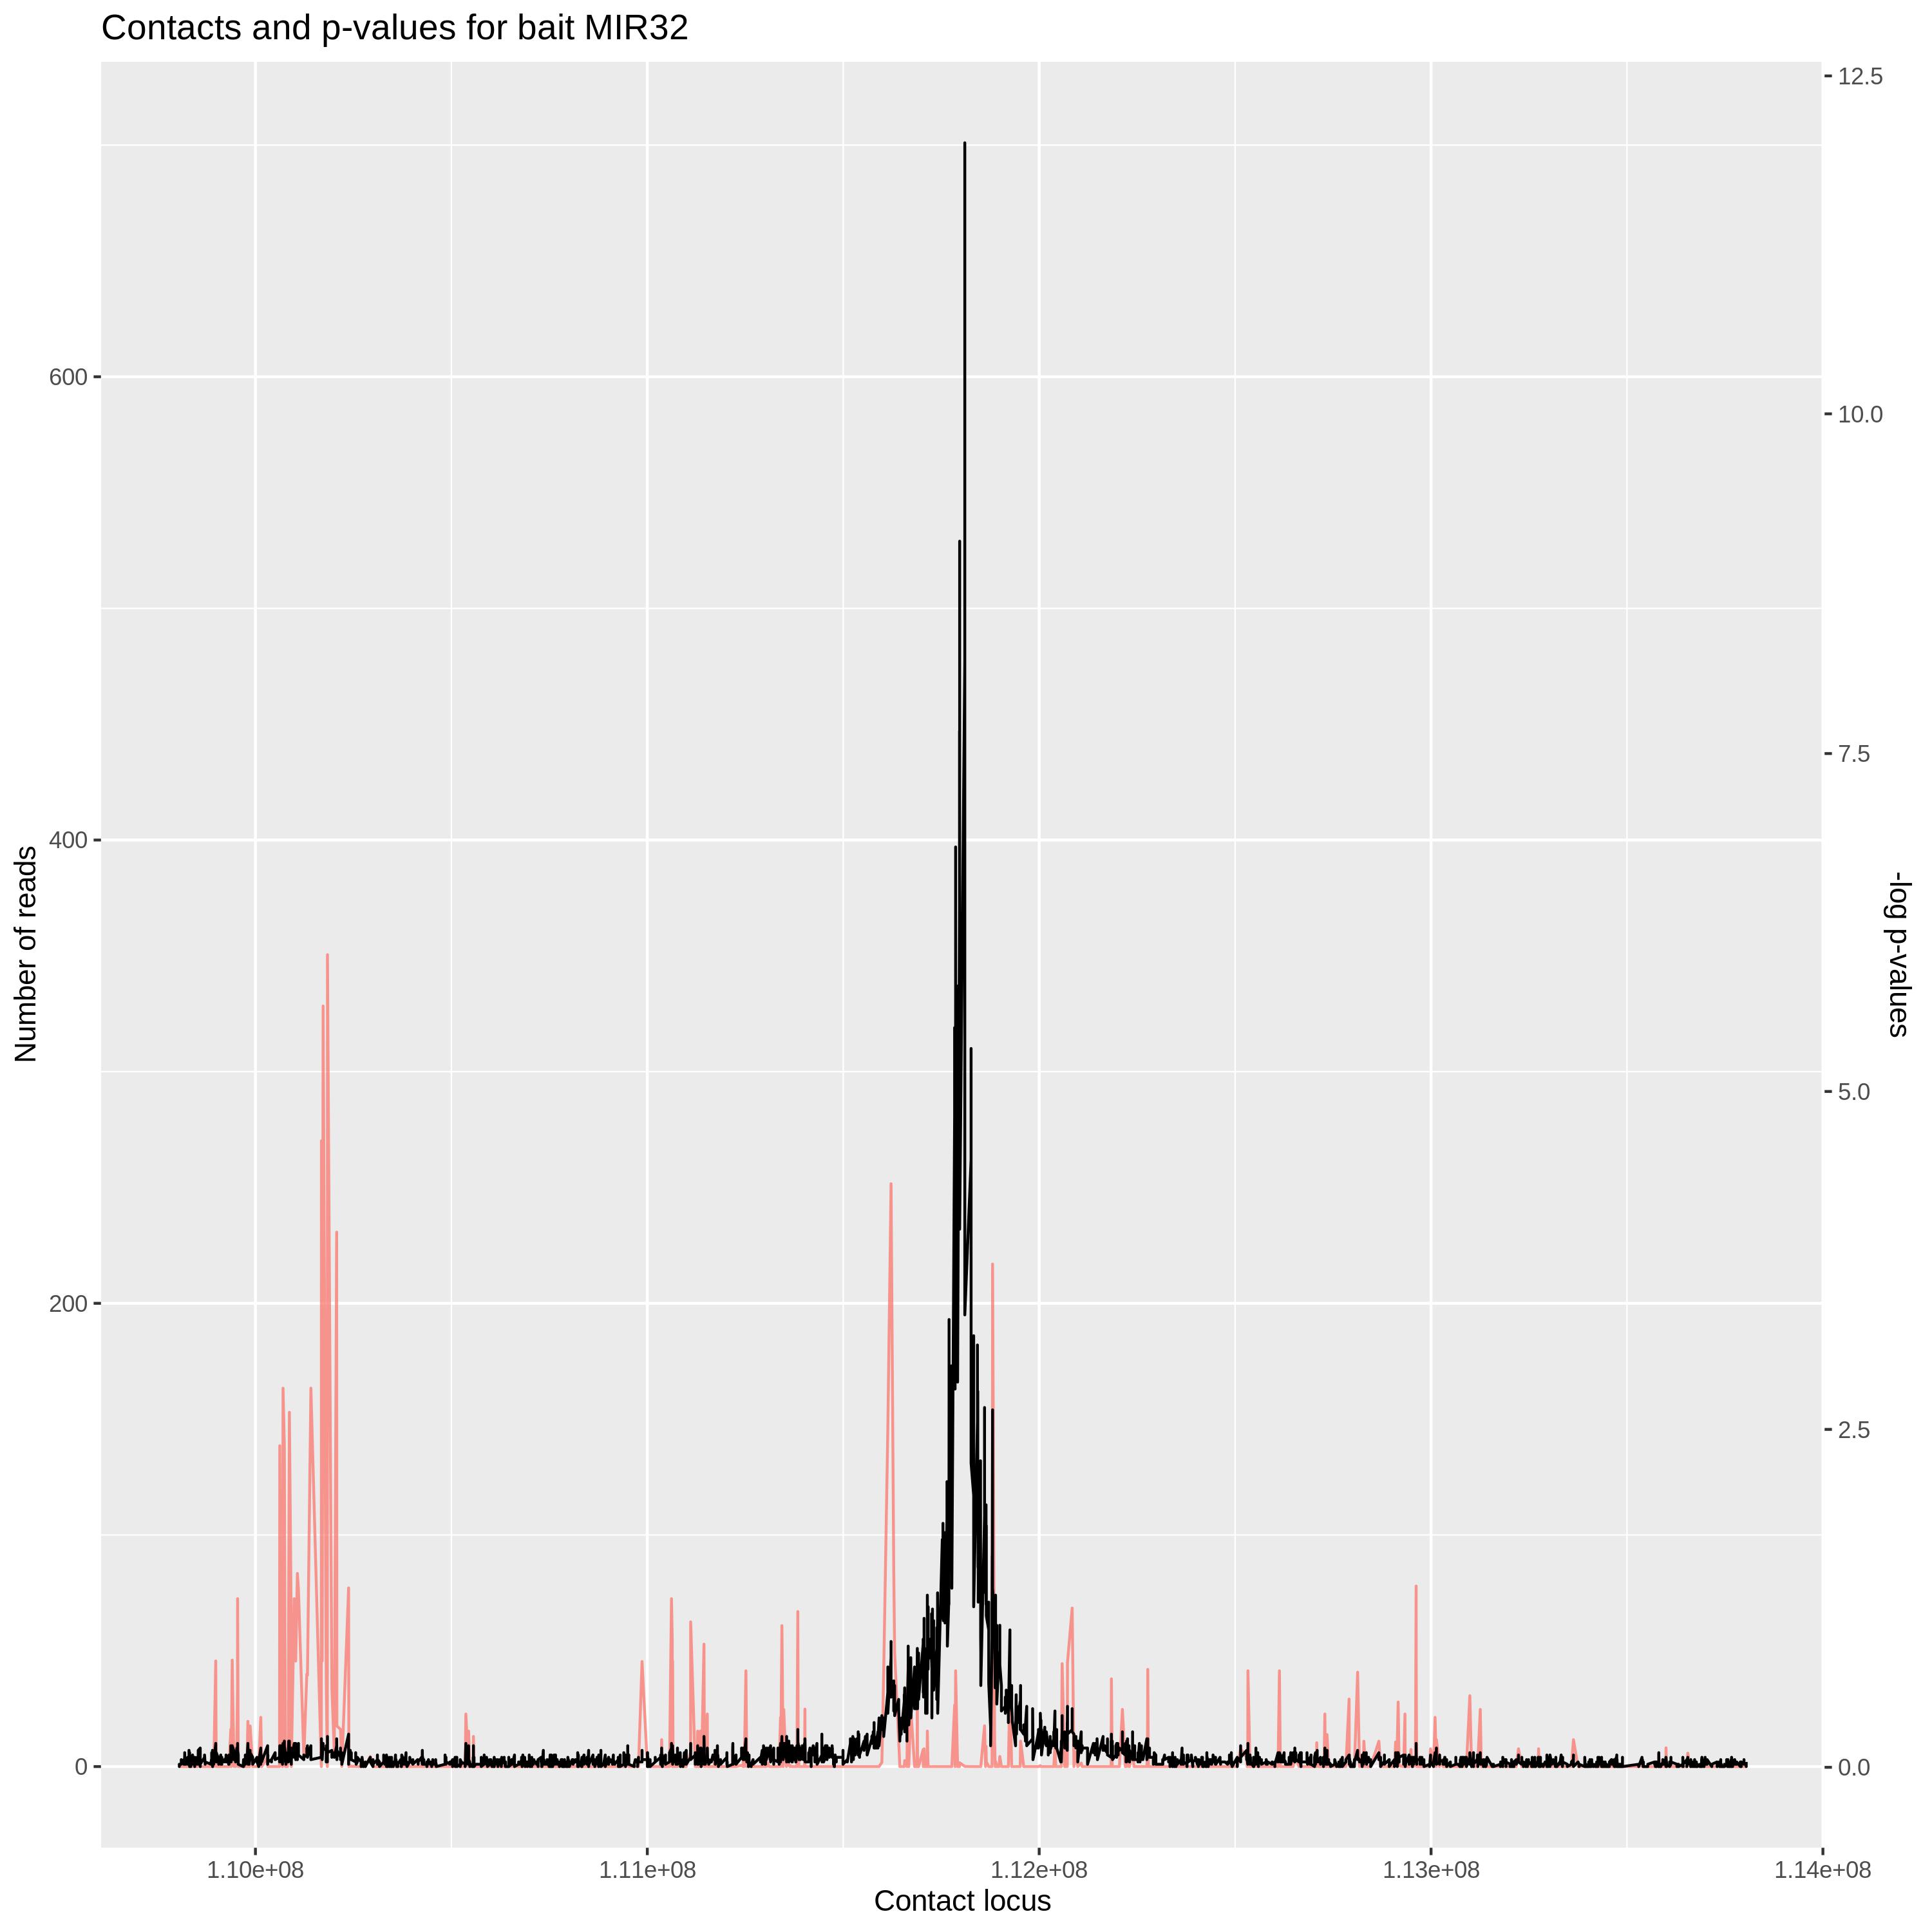 Contacts and p-values for bait MIR32
Number of reads
600
400
200
0
12.5
10.0
7.5
5.0
2.5
0.0
-log p-values
1.10e+08 1.11e+08 1.12e+08 1.13e+08 1.14e+08
Contact locus